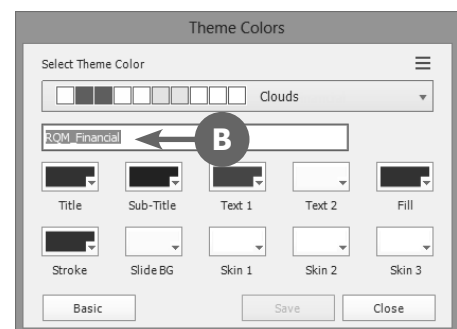 Theme Colors
Select Theme Color
Clouds
RQM_Financial
B
Title Sub-Title Text 1 Text 2 Fill
Stroke Slide BG Skin 1 Skin 2 Skin 3
Basic Save Close